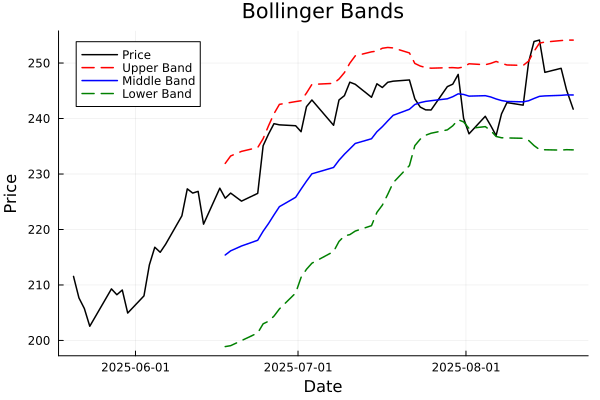 Bollinger Bands
Price
Upper Band
Middle Band
Lower Band
250
240
230
220
210
200
Price
2025-06-01
2025-07-01
2025-08-01
Date